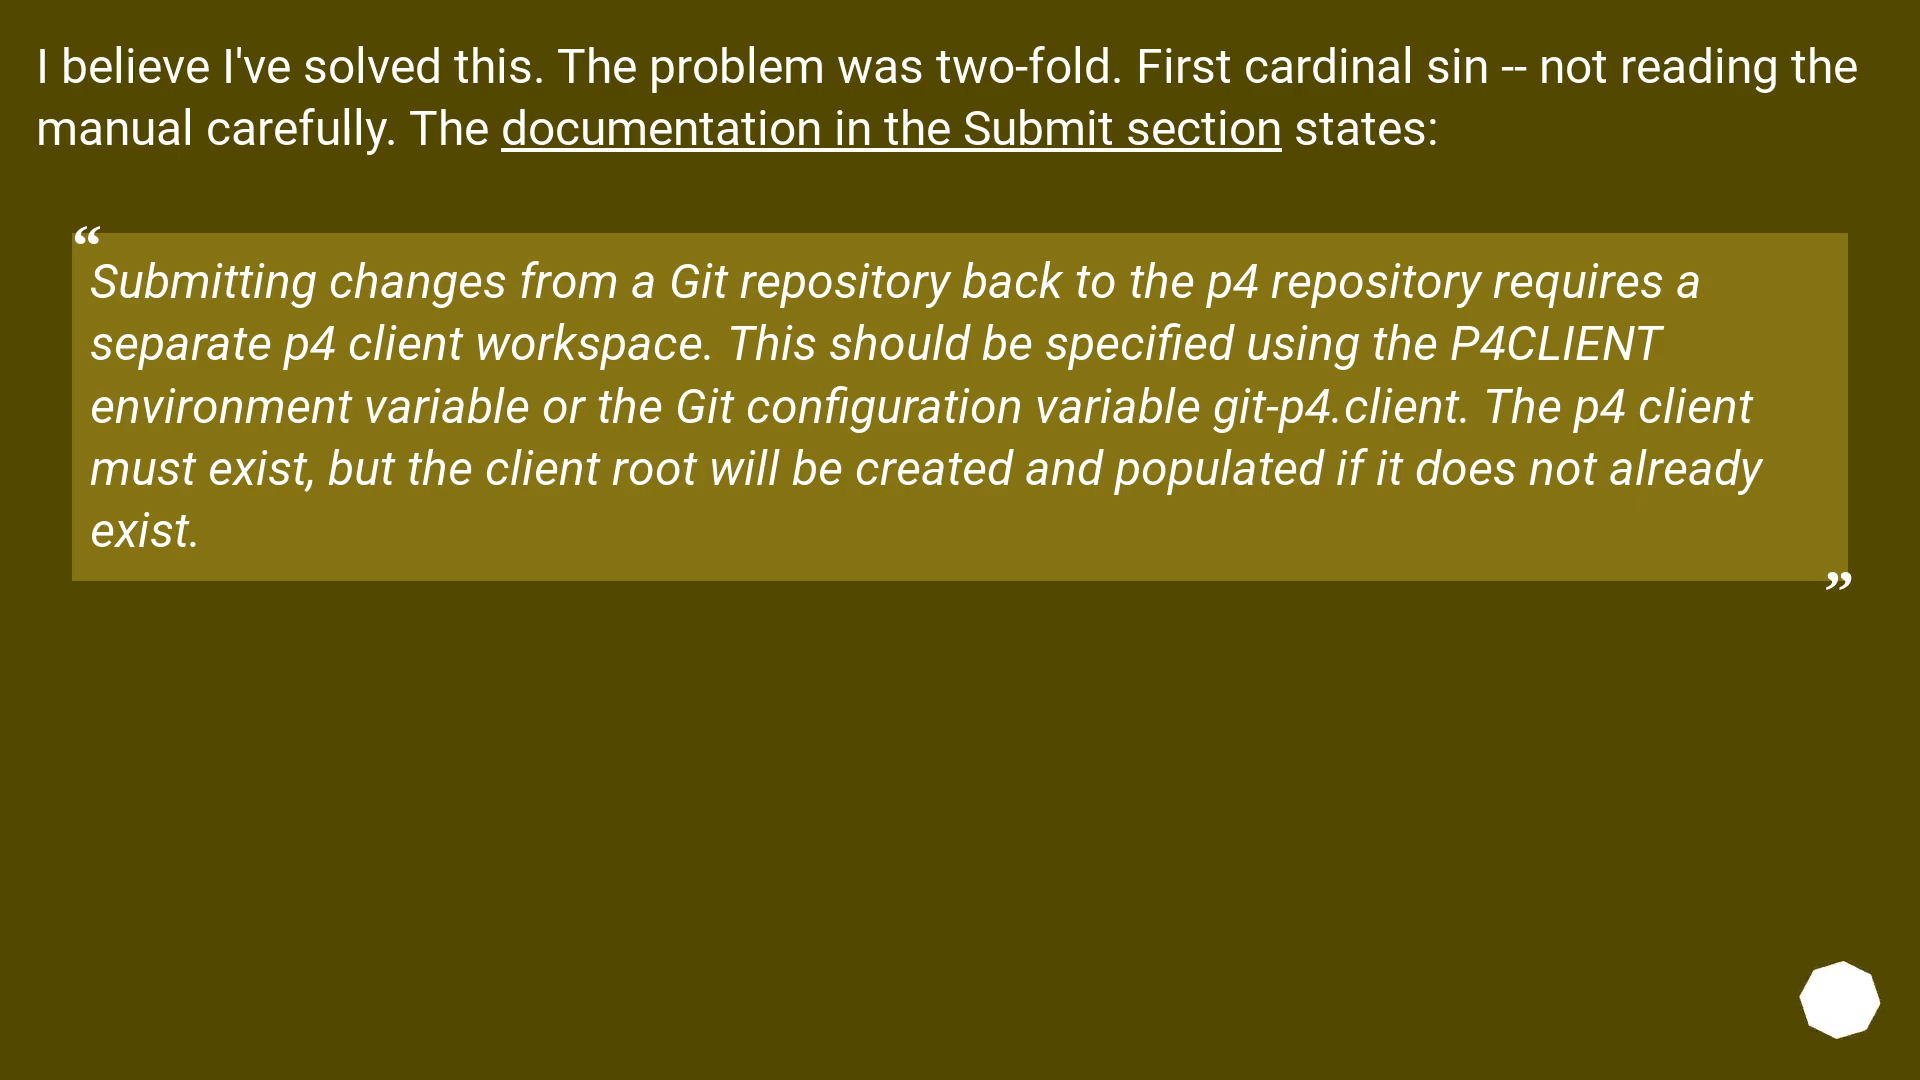 I believe I've solved this. The problem was two-fold. First cardinal sin -- not reading the
manual carefully. The documentation in the Submit section states:
“
Submitting changes from a Git repository back to the p4 repository requires a
separate p4 client workspace. This should be specified using the P4CLIENT
environment variable or the Git configuration variable git-p4.client. The p4 client
must exist, but the client root will be created and populated if it does not already
exist.
”